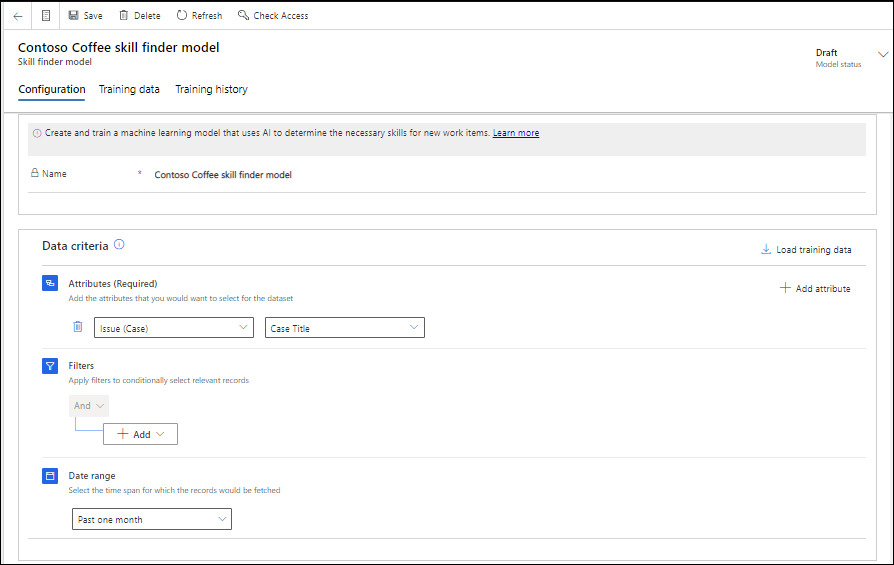 Save Delete Refresh Check Access
Contoso Coffee skill finder model
Skill finder model
Draft
Model status
Configuration Training data Training history
Create and train a machine learning model that uses AI to determine the necessary skills for new work items. Learn more
Name * Contoso Coffee skill finder model
Data criteria
Load training data
Attributes (Required)
Add the attributes that you would want to select for the dataset
Add attribute
Issue (Case) Case Title
Filters
Apply filters to conditionally select relevant records
And
Add
Date range
Select the time span for which the records would be fetched
Past one month